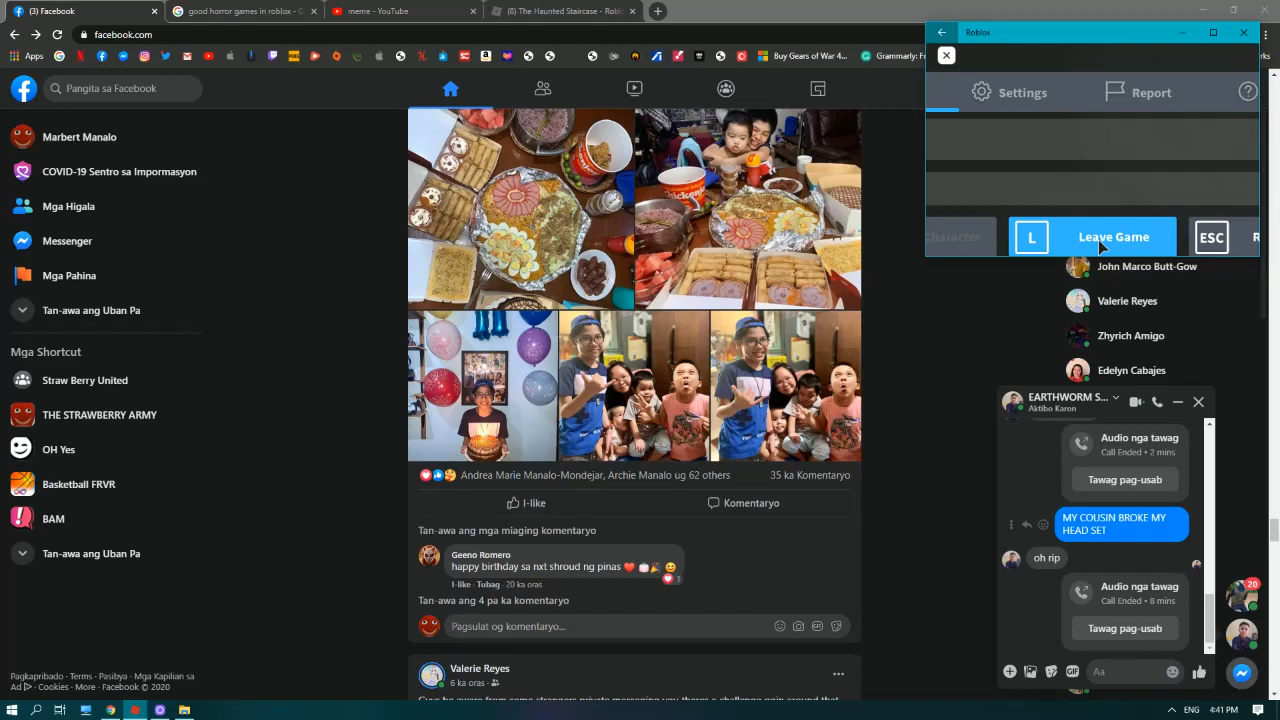 (3) Facebook
good horror games in roblox - G
meme - YouTube
(8) The Haunted Staircase - Roblo
facebook.com
Apps
Buy Gears of War 4...
Grammarly: Fr
rks
Pangita sa Facebook
Marbert Manalo
COVID-19 Sentro sa Impormasyon
Mga Higala
Messenger
Mga Pahina
Tan-awa ang Uban Pa
Mga Shortcut
Straw Berry United
THE STRAWBERRY ARMY
OH Yes
Basketball FRVR
BAM
Tan-awa ang Uban Pa
Pagkapribado · Terms · Pasibya · Mga Kapilian sa
Ad · Cookies · More · Facebook © 2020
Andrea Marie Manalo-Mondejar, Archie Manalo ug 62 others
35 ka Komentaryo
I-like
Komentaryo
Tan-awa ang mga miaging komentaryo
Geeno Romero
happy birthday sa nxt shroud ng pinas ❤️ 🍰 🎉 😆
1
I-like · Tubag · 20 ka oras
Tan-awa ang 4 pa ka komentaryo
Pagsulat og komentaryo...
GIF
Valerie Reyes
6 ka oras
Roblox
Settings
Report
Character
L
Leave Game
ESC
R
John Marco Butt-Gow
Valerie Reyes
Zhyrich Amigo
Edelyn Cabajes
EARTHWORM S...
Aktibo Karon
Audio nga tawag
Call Ended • 2 mins
Tawag pag-usab
MY COUSIN BROKE MY
HEAD SET
oh rip
Audio nga tawag
Call Ended • 8 mins
Tawag pag-usab
GIF
Aa
20
ENG
4:41 PM